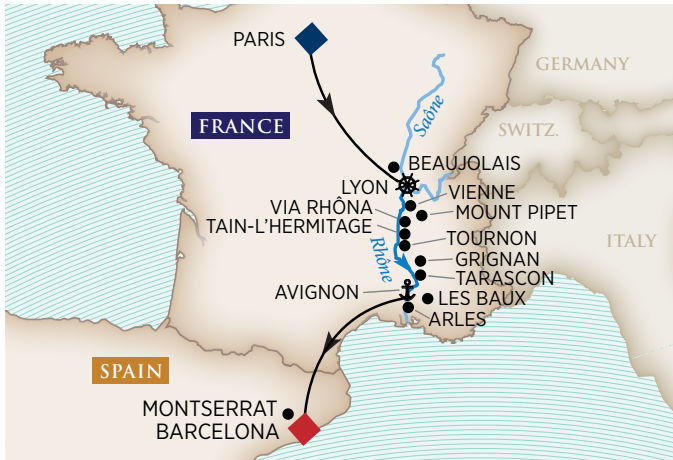 PARIS
GERMANY
FRANCE
Saône
SWITZ.
BEAUJOLAIS
LYON
VIENNE
VIA RHÔNA
MOUNT PIPET
TAIN-L’HERMITAGE
TOURNON
ITALY
Rhône
GRIGNAN
TARASCON
AVIGNON
LES BAUX
ARLES
SPAIN
MONTSERRAT
BARCELONA